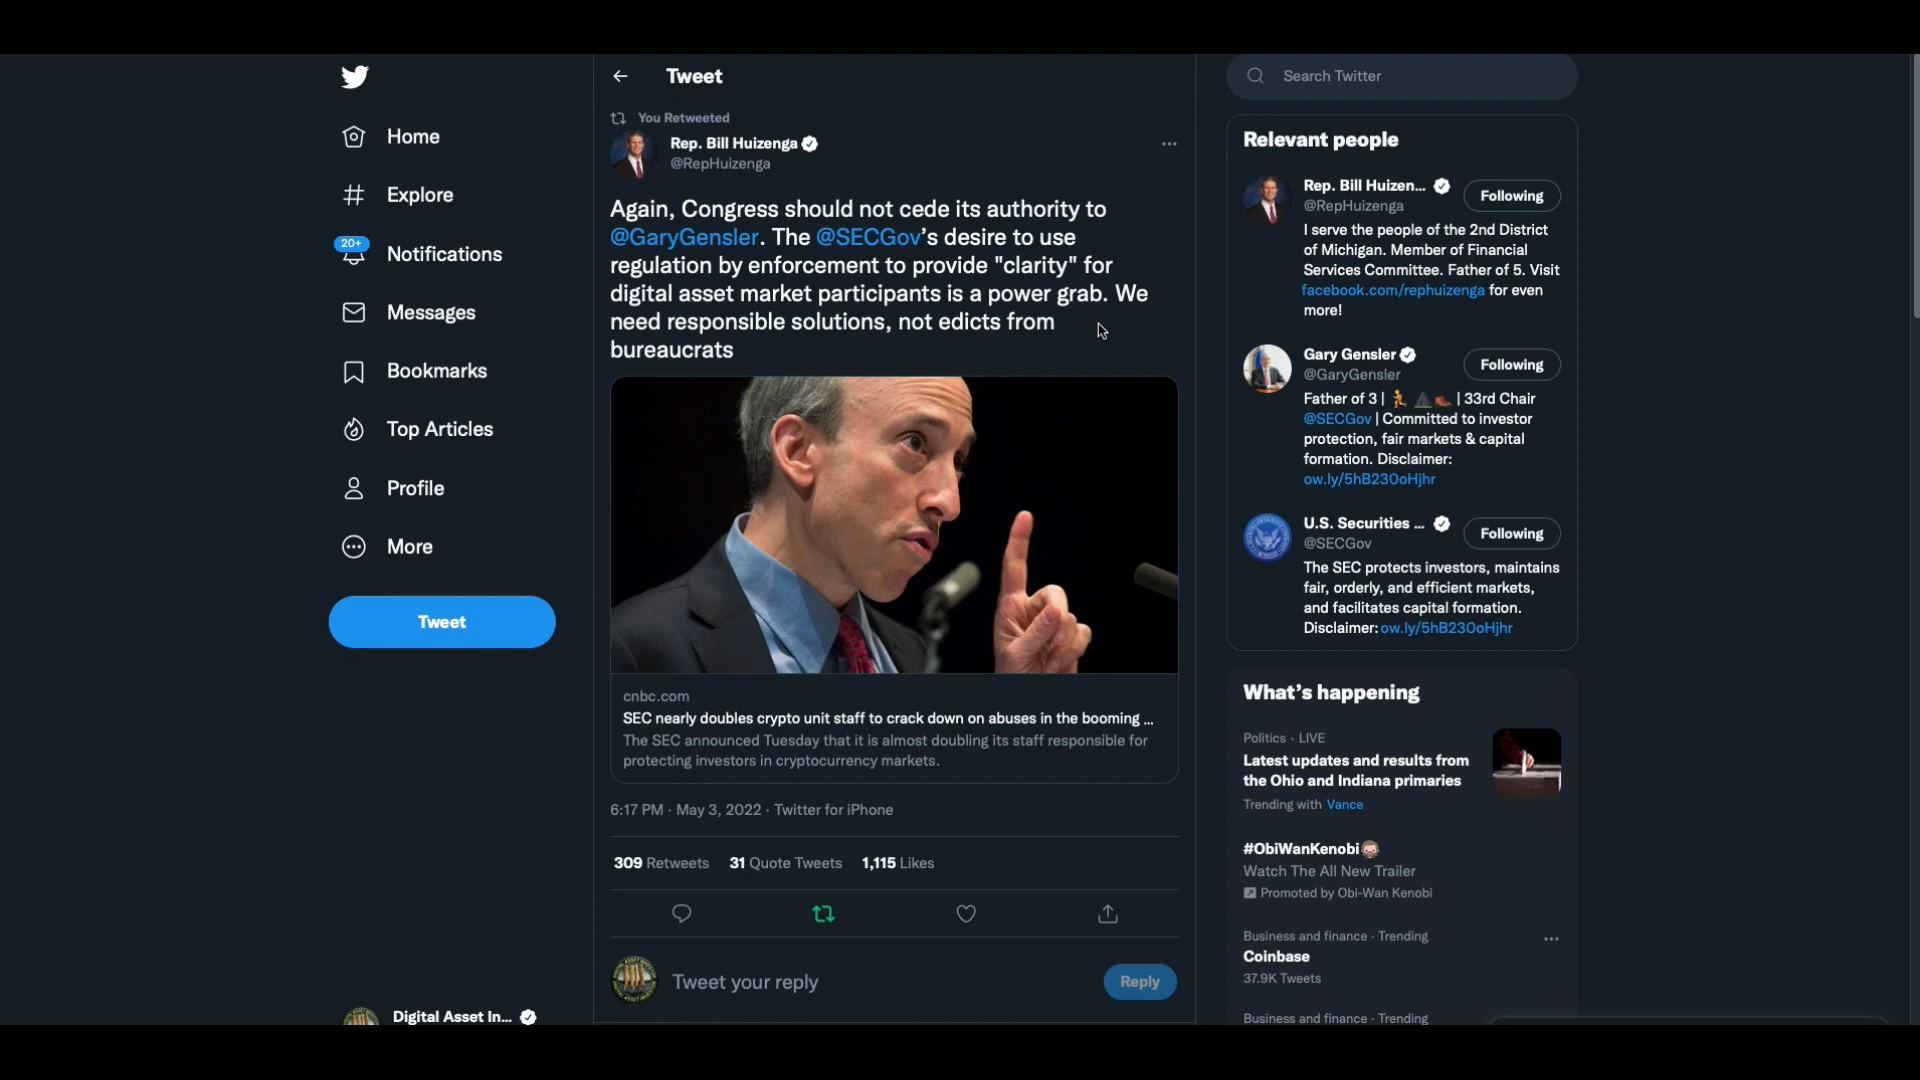 Home
Explore
20+
Notifications
Messages
Bookmarks
Top Articles
Profile
More
Tweet
Digital Asset In...
Tweet
You Retweeted
Rep. Bill Huizenga
@RepHuizenga
Again, Congress should not cede its authority to
@GaryGensler. The @SECGov's desire to use
regulation by enforcement to provide "clarity" for
digital asset market participants is a power grab. We
need responsible solutions, not edicts from
bureaucrats
cnbc.com
SEC nearly doubles crypto unit staff to crack down on abuses in the booming ...
The SEC announced Tuesday that it is almost doubling its staff responsible for
protecting investors in cryptocurrency markets.
6:17 PM · May 3, 2022 · Twitter for iPhone
309 Retweets 31 Quote Tweets 1,115 Likes
Tweet your reply
Reply
Search Twitter
Relevant people
Rep. Bill Huizen...
Following
@RepHuizenga
I serve the people of the 2nd District
of Michigan. Member of Financial
Services Committee. Father of 5. Visit
facebook.com/rephuizenga for even
more!
Gary Gensler
Following
@GaryGensler
Father of 3 | 🏃 ⛰️🥾 | 33rd Chair
@SECGov | Committed to investor
protection, fair markets & capital
formation. Disclaimer:
ow.ly/5hB230oHjhr
U.S. Securities ...
Following
@SECGov
The SEC protects investors, maintains
fair, orderly, and efficient markets,
and facilitates capital formation.
Disclaimer: ow.ly/5hB230oHjhr
What's happening
Politics · LIVE
Latest updates and results from
the Ohio and Indiana primaries
Trending with Vance
#ObiWanKenobi
Watch The All New Trailer
Promoted by Obi-Wan Kenobi
Business and finance · Trending
Coinbase
37.9K Tweets
Business and finance · Trending